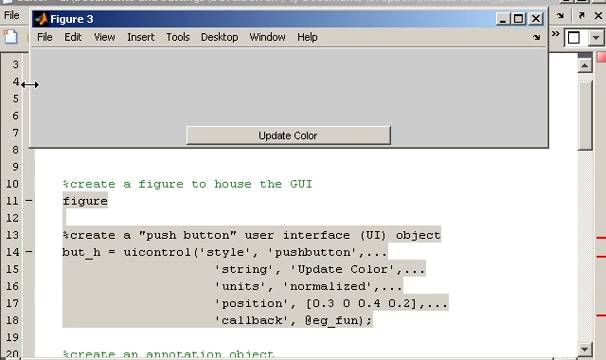 Figure 3
File
File Edit View Insert Tools Desktop Window Help
3
4
5
6
7
Update Color
8
9
10 %create a figure to house the GUI
11 figure
12
13 %create a "push button" user interface (UI) object
14 but_h = uicontrol('style', 'pushbutton',...
15 'string', 'Update Color',...
16 'units', 'normalized',...
17 'position', [0.3 0 0.4 0.2],...
18 'callback', @eg_fun);
19
20 %create an annotation object